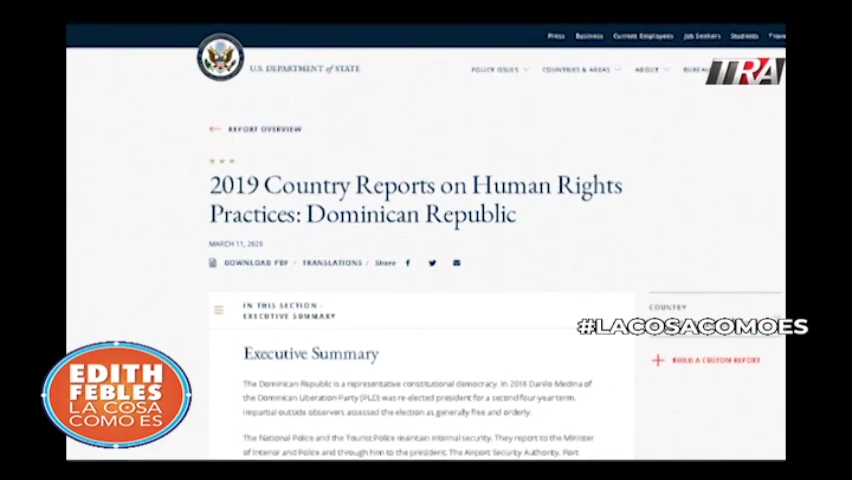 Press Business Current Employees Job Seekers Students
U.S. DEPARTMENT of STATE
POLICY ISSUES COUNTRIES & AREAS ABOUT
TRA
← REPORT OVERVIEW
2019 Country Reports on Human Rights
Practices: Dominican Republic
MARCH 11, 2020
DOWNLOAD PDF / TRANSLATIONS / Share
IN THIS SECTION /
EXECUTIVE SUMMARY
COUNTRY
#LACOSACOMOES
+ BUILD A CUSTOM REPORT
Executive Summary
The Dominican Republic is a representative constitutional democracy. In 2016 Danilo Medina of
the Dominican Liberation Party (PLD) was re-elected president for a second four-year term.
Impartial outside observers assessed the election as generally free and orderly.
The National Police and the Tourist Police maintain internal security. They report to the Minister
of Interior and Police and through him to the president. The Airport Security Authority, Port
EDITH
FEBLES
LA COSA
COMO ES